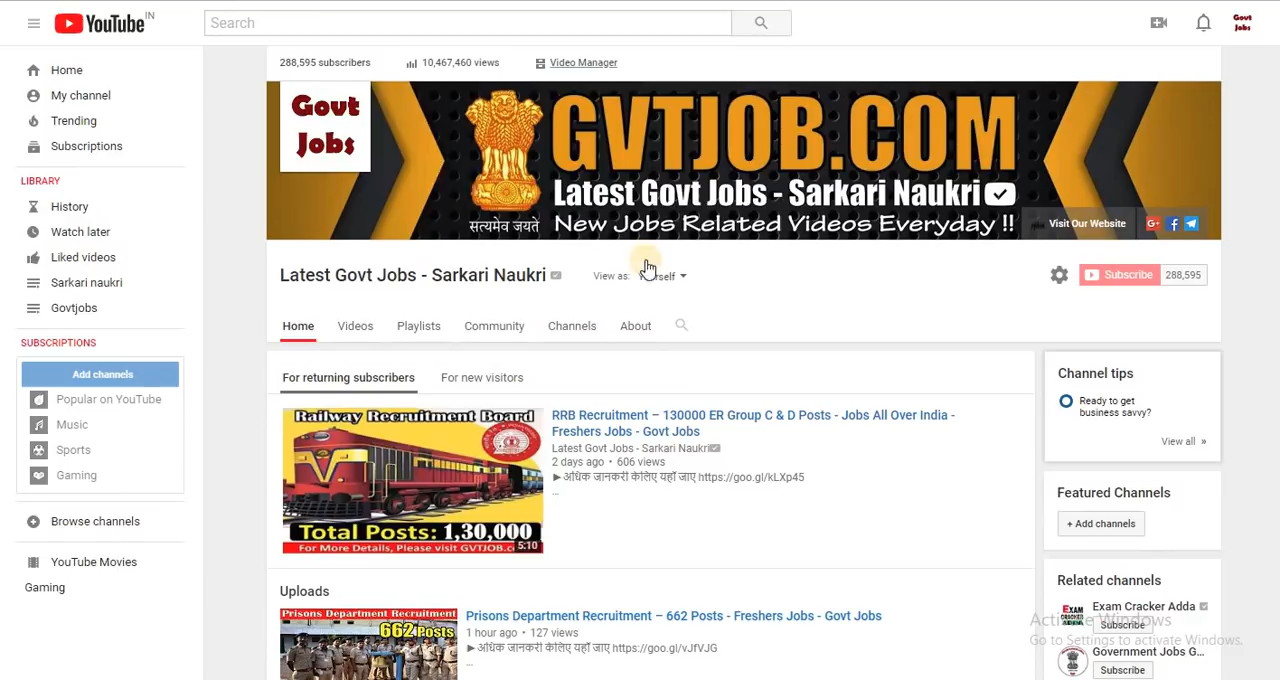 YouTube IN
Search
Govt
Jobs
Home
My channel
Trending
Subscriptions
LIBRARY
History
Watch later
Liked videos
Sarkari naukri
Govtjobs
SUBSCRIPTIONS
Add channels
Popular on YouTube
Music
Sports
Gaming
Browse channels
YouTube Movies
Gaming
288,595 subscribers
10,467,460 views
Video Manager
Govt
Jobs
GVTJOB.COM
Latest Govt Jobs - Sarkari Naukri
सत्यमेव जयते
New Jobs Related Videos Everyday !!
Visit Our Website
Latest Govt Jobs - Sarkari Naukri
View as:
Subscribe 288,595
Home Videos Playlists Community Channels About
For returning subscribers For new visitors
Railway Recruitment Board
Total Posts: 1,30,000
5:10
RRB Recruitment – 130000 ER Group C & D Posts - Jobs All Over India -
Freshers Jobs - Govt Jobs
Latest Govt Jobs - Sarkari Naukri
2 days ago • 606 views
►अधिक जानकरी केलिए यहाँ जाए https://goo.gl/kLXp45
...
Uploads
Prisons Department Recruitment
662 Posts
Prisons Department Recruitment – 662 Posts - Freshers Jobs - Govt Jobs
1 hour ago • 127 views
►अधिक जानकरी केलिए यहाँ जाए https://goo.gl/vJfVJG
...
Channel tips
Ready to get
business savvy?
View all »
Featured Channels
+ Add channels
Related channels
EXAM
CRACKER
ADDA
Exam Cracker Adda
Subscribe
Government Jobs G...
Subscribe
Activate Windows
Go to Settings to activate Windows.